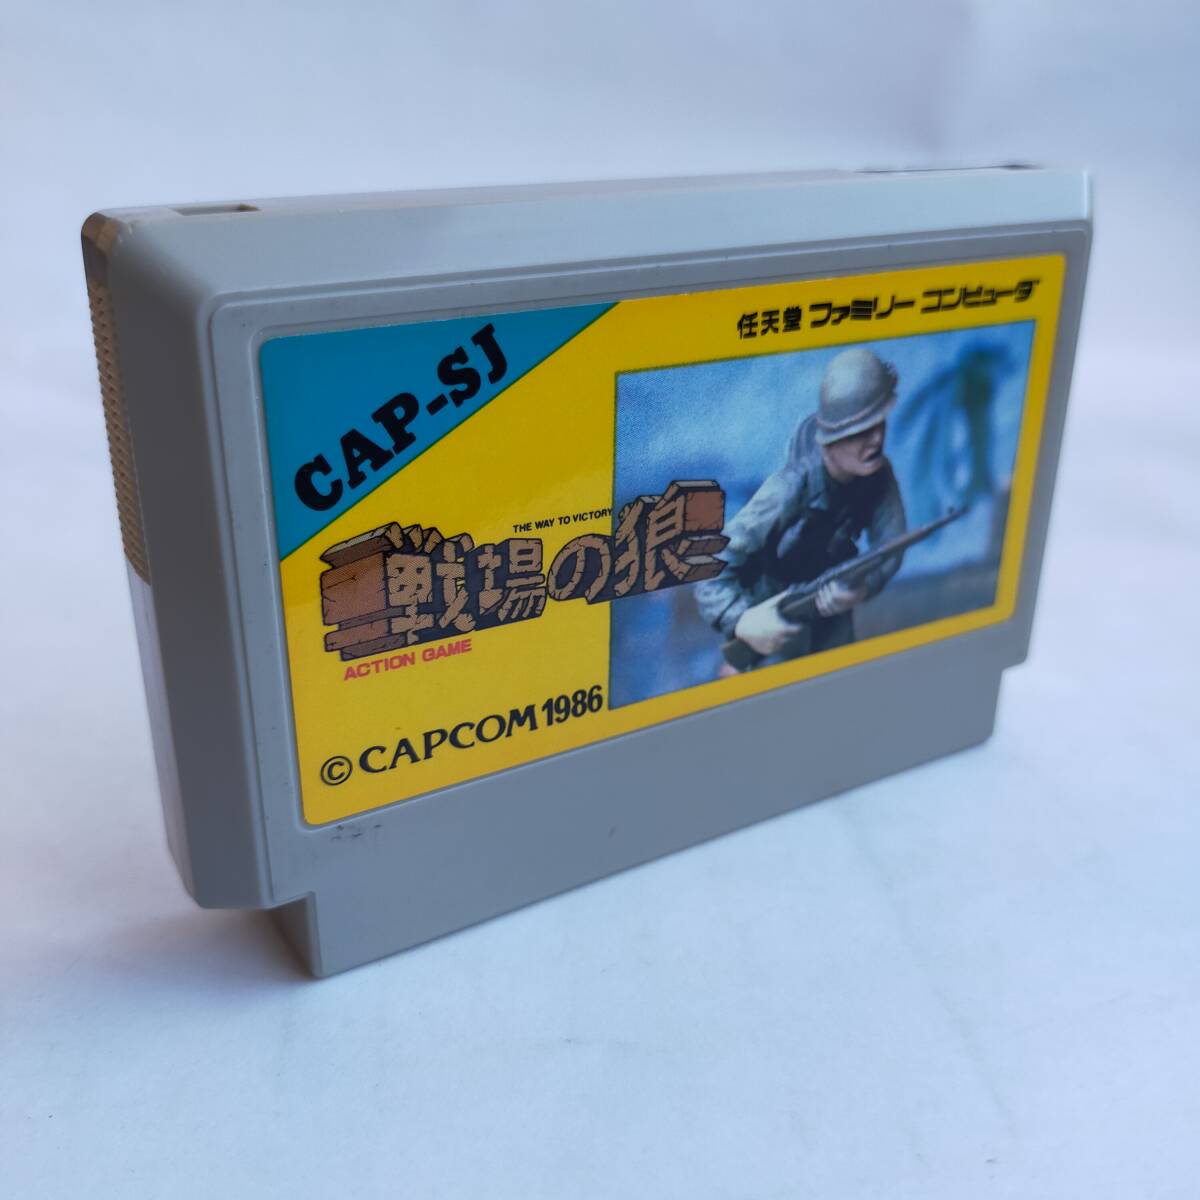 CAP-SJ
任天堂 ファミリー コンピュータ
THE WAY TO VICTORY
戦場の狼
ACTION GAME
©CAPCOM 1986